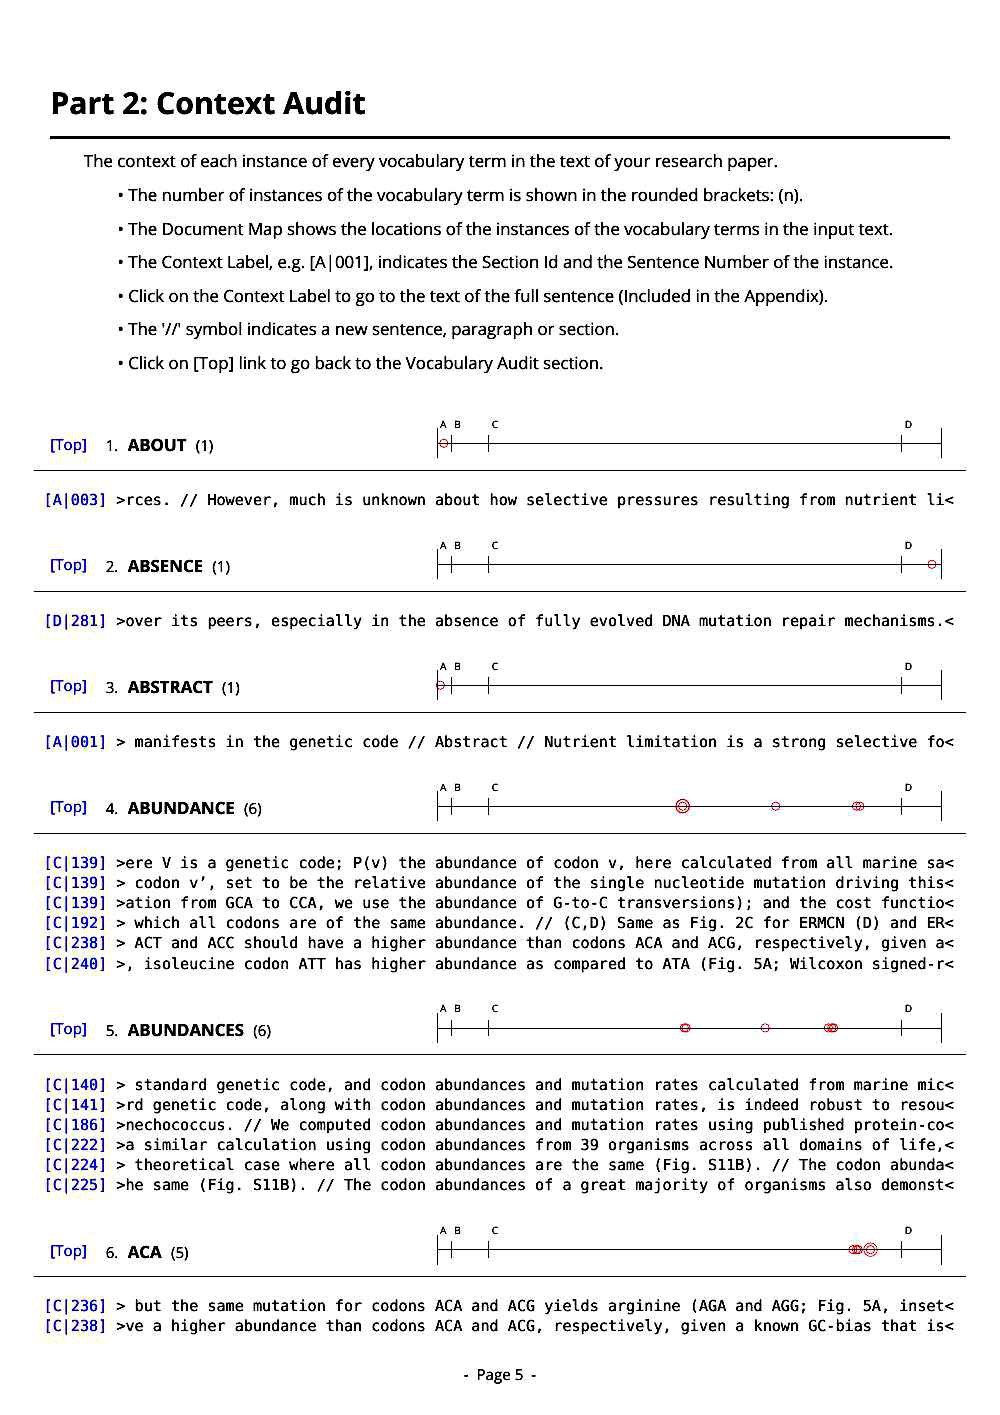 Part 2: Context Audit
The context of each instance of every vocabulary term in the text of your research paper.
• The number of instances of the vocabulary term is shown in the rounded brackets: (n).
• The Document Map shows the locations of the instances of the vocabulary terms in the input text.
• The Context Label, e.g. [A|001], indicates the Section Id and the Sentence Number of the instance.
• Click on the Context Label to go to the text of the full sentence (Included in the Appendix).
• The '//' symbol indicates a new sentence, paragraph or section.
• Click on [Top] link to go back to the Vocabulary Audit section.
A B C D
[Top] 1. ABOUT (1)
[A|003] >rces. // However, much is unknown about how selective pressures resulting from nutrient li<
A B C D
[Top] 2. ABSENCE (1)
[D|281] >over its peers, especially in the absence of fully evolved DNA mutation repair mechanisms.<
A B C D
[Top] 3. ABSTRACT (1)
[A|001] > manifests in the genetic code // Abstract // Nutrient limitation is a strong selective fo<
A B C D
[Top] 4. ABUNDANCE (6)
[C|139] >ere V is a genetic code; P(v) the abundance of codon v, here calculated from all marine sa<
[C|139] > codon v’, set to be the relative abundance of the single nucleotide mutation driving this<
[C|139] >ation from GCA to CCA, we use the abundance of G-to-C transversions); and the cost functio<
[C|192] > which all codons are of the same abundance. // (C,D) Same as Fig. 2C for ERMCN (D) and ER<
[C|238] > ACT and ACC should have a higher abundance than codons ACA and ACG, respectively, given a<
[C|240] >, isoleucine codon ATT has higher abundance as compared to ATA (Fig. 5A; Wilcoxon signed-r<
A B C D
[Top] 5. ABUNDANCES (6)
[C|140] > standard genetic code, and codon abundances and mutation rates calculated from marine mic<
[C|141] >rd genetic code, along with codon abundances and mutation rates, is indeed robust to resou<
[C|186] >nechococcus. // We computed codon abundances and mutation rates using published protein-co<
[C|222] >a similar calculation using codon abundances from 39 organisms across all domains of life,<
[C|224] > theoretical case where all codon abundances are the same (Fig. S11B). // The codon abunda<
[C|225] >he same (Fig. S11B). // The codon abundances of a great majority of organisms also demonst<
A B C D
[Top] 6. ACA (5)
[C|236] > but the same mutation for codons ACA and ACG yields arginine (AGA and AGG; Fig. 5A, inset<
[C|238] >ve a higher abundance than codons ACA and ACG, respectively, given a known GC-bias that is<
- Page 5 -